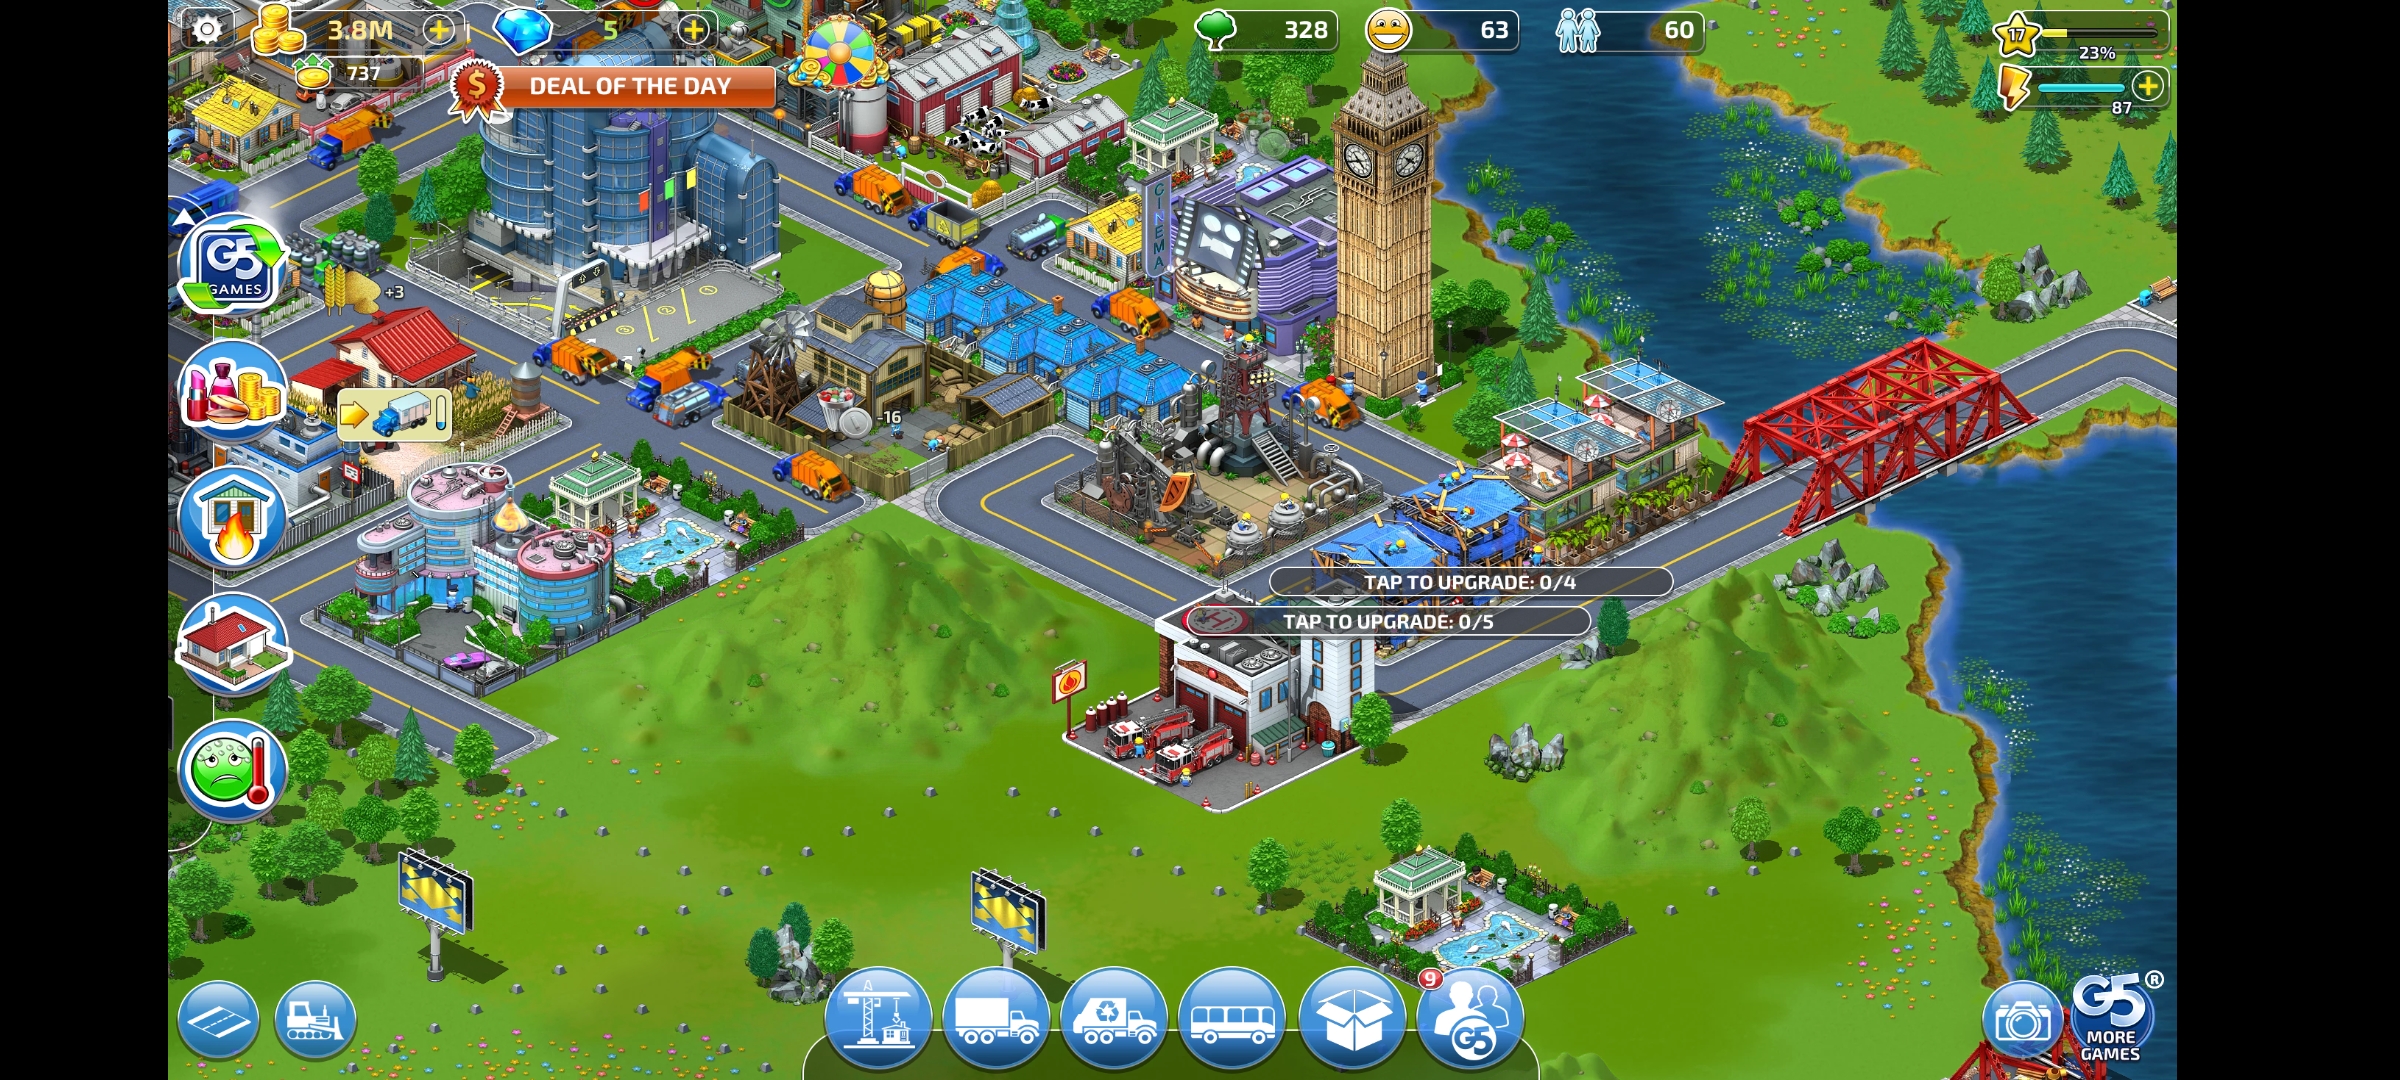 3.8M
5
328
63
60
17
23%
737
DEAL OF THE DAY
87
CINEMA
G5
GAMES
+3
-16
TAP TO UPGRADE: 0/4
TAP TO UPGRADE: 0/5
H
9
G5
G5®
MORE
GAMES